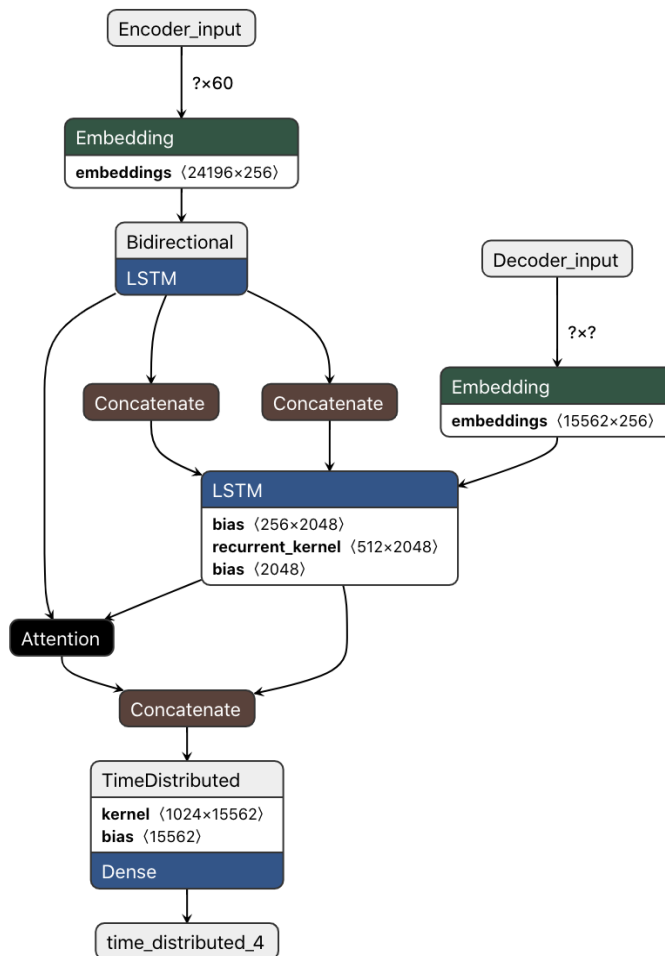 Encoder_input
?×60
Embedding
embeddings ⟨24196×256⟩
Bidirectional
LSTM
Decoder_input
?×?
Embedding
embeddings ⟨15562×256⟩
Concatenate
Concatenate
LSTM
bias ⟨256×2048⟩
recurrent_kernel ⟨512×2048⟩
bias ⟨2048⟩
Attention
Concatenate
TimeDistributed
kernel ⟨1024×15562⟩
bias ⟨15562⟩
Dense
time_distributed_4